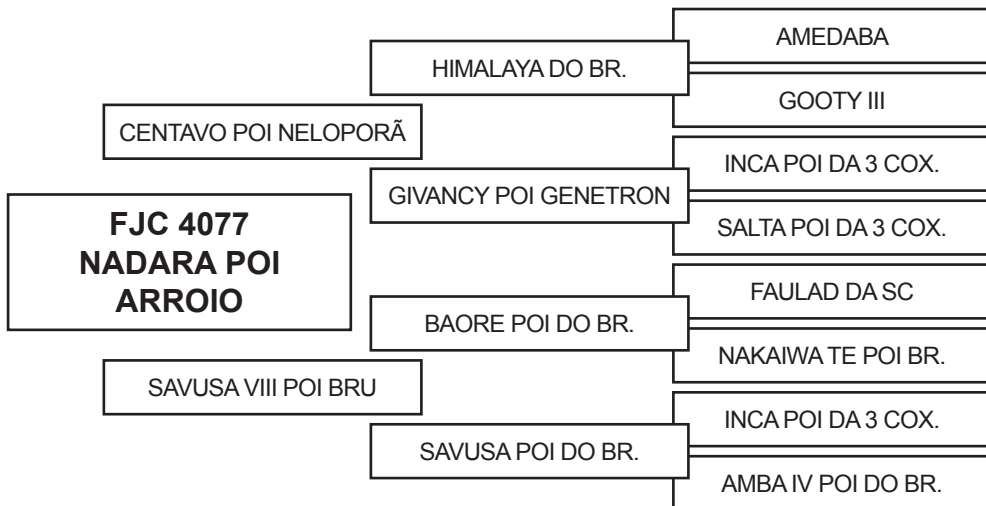 AMEDABA
HIMALAYA DO BR.
GOOTY III
CENTAVO POI NELOPORÃ
INCA POI DA 3 COX.
GIVANCY POI GENETRON
SALTA POI DA 3 COX.
FJC 4077
NADARA POI
ARROIO
FAULAD DA SC
BAORE POI DO BR.
NAKAIWA TE POI BR.
SAVUSA VIII POI BRU
INCA POI DA 3 COX.
SAVUSA POI DO BR.
AMBA IV POI DO BR.